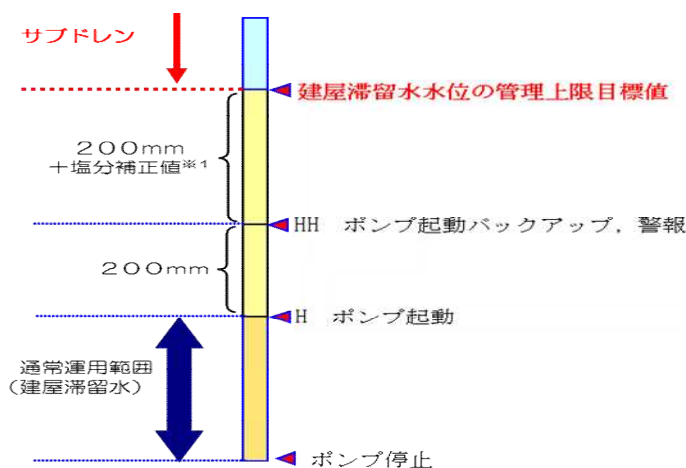 サブドレン
建屋滞留水水位の管理上限目標値
200mm
+塩分補正値※1
HH ポンプ起動バックアップ,警報
200mm
H ポンプ起動
通常運用範囲
(建屋滞留水)
ポンプ停止